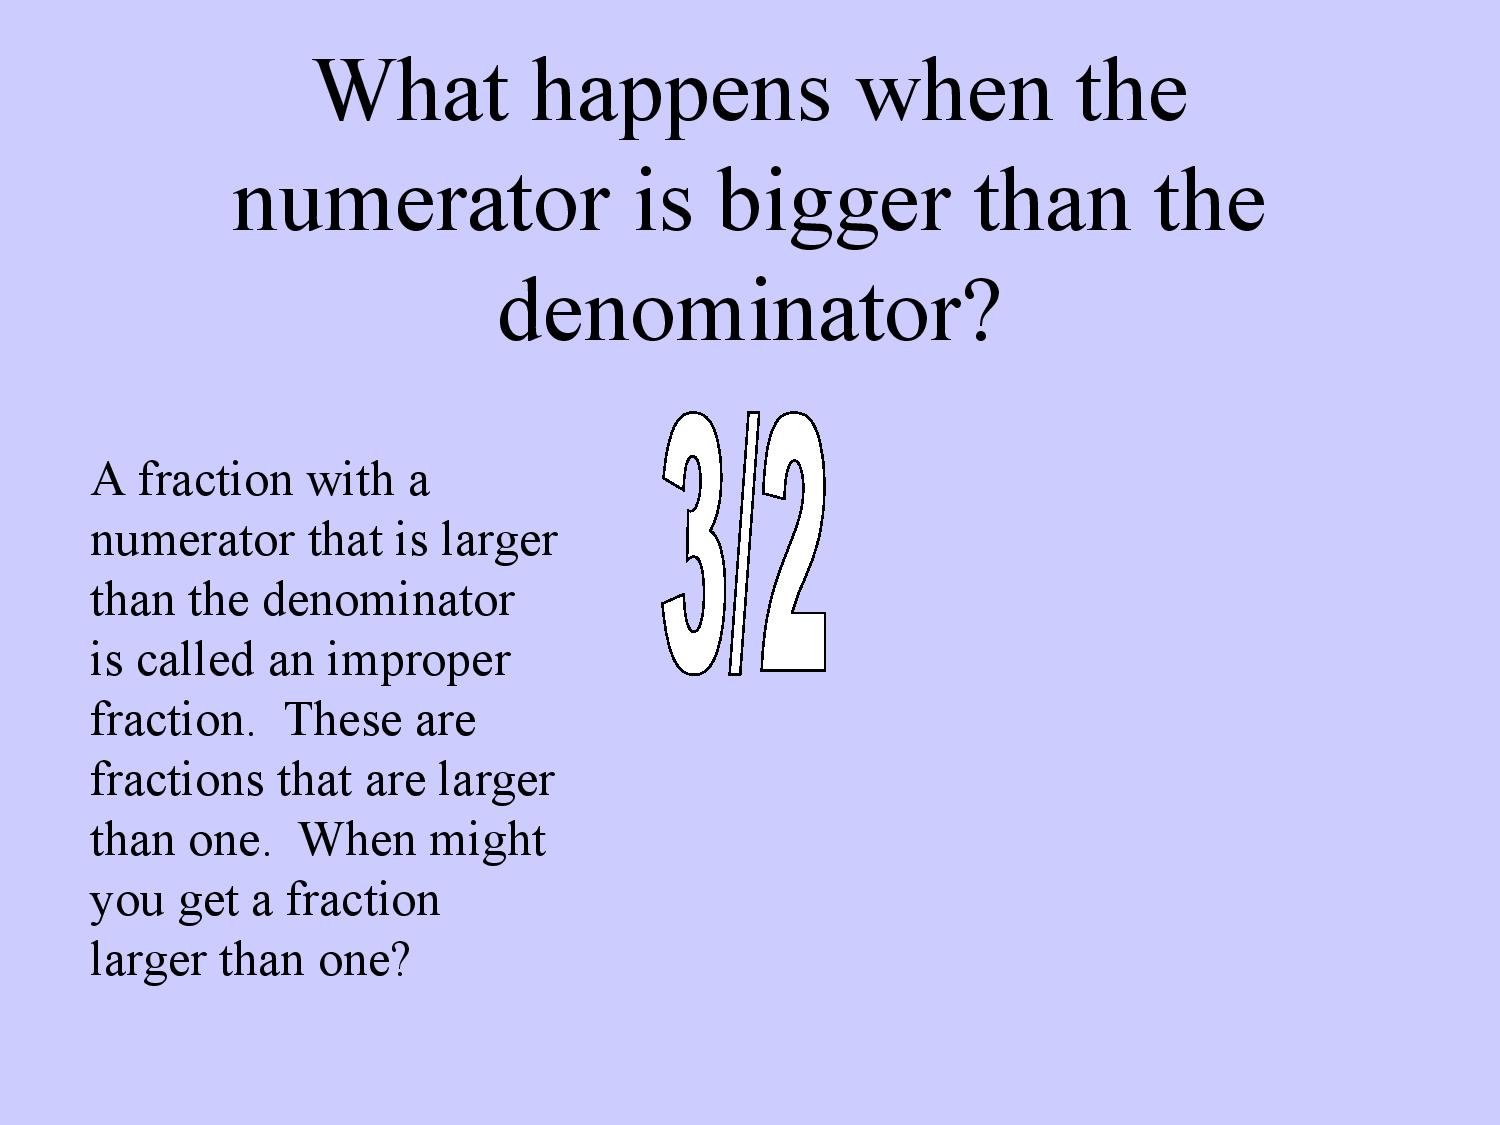 What happens when the
numerator is bigger than the
denominator?
3/2
A fraction with a
numerator that is larger
than the denominator
is called an improper
fraction.  These are
fractions that are larger
than one.  When might
you get a fraction
larger than one?